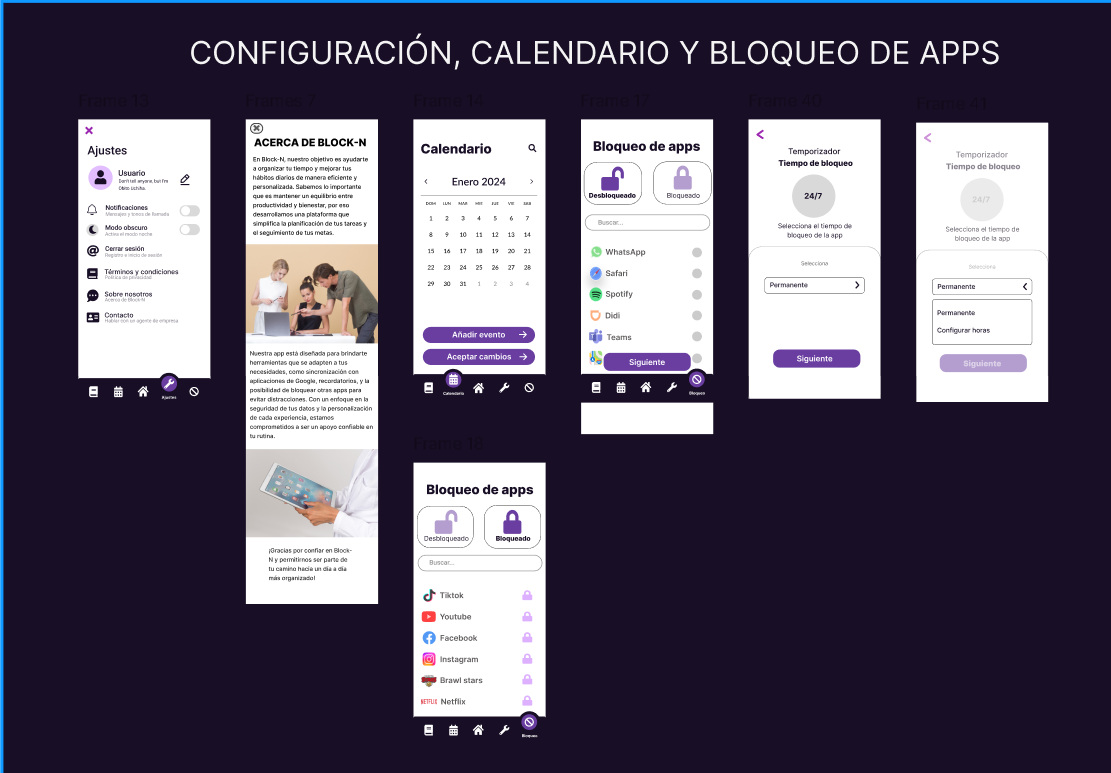 CONFIGURACIÓN, CALENDARIO Y BLOQUEO DE APPS
Frame 13
Ajustes
Usuario
Don't tell anyone, but I'm
Obito Uchiha.
Notificaciones
Mensajes y tonos de llamada
Modo obscuro
Activa el modo noche
Cerrar sesión
Registro e inicio de sesión
Términos y condiciones
Política de privacidad
Sobre nosotros
Acerca de Block-N
Contacto
Hablar con un agente de empresa
Ajustes
Frames 7
ACERCA DE BLOCK-N
En Block-N, nuestro objetivo es ayudarte
a organizar tu tiempo y mejorar tus
hábitos diarios de manera eficiente y
personalizada. Sabemos lo importante
que es mantener un equilibrio entre
productividad y bienestar, por eso
desarrollamos una plataforma que
simplifica la planificación de tus tareas y
el seguimiento de tus metas.
Nuestra app está diseñada para brindarte
herramientas que se adapten a tus
necesidades, como sincronización con
aplicaciones de Google, recordatorios, y la
posibilidad de bloquear otras apps para
evitar distracciones. Con un enfoque en la
seguridad de tus datos y la personalización
de cada experiencia, estamos
comprometidos a ser un apoyo confiable en
tu rutina.
¡Gracias por confiar en Block-
N y permitirnos ser parte de
tu camino hacia un día a día
más organizado!
Frame 14
Calendario
Enero 2024
DOM LUN MAR MIE JUE VIE SAB
1 2 3 4 5 6 7
8 9 10 11 12 13 14
15 16 17 18 19 20 21
22 23 24 25 26 27 28
29 30 31 1 2 3 4
Añadir evento
Aceptar cambios
Calendario
Frame 17
Bloqueo de apps
Desbloqueado Bloqueado
Buscar...
WhatsApp
Safari
Spotify
Didi
Teams
Siguiente
Bloqueo
Frame 40
Temporizador
Tiempo de bloqueo
24/7
Selecciona el tiempo de
bloqueo de la app
Selecciona
Permanente
Siguiente
Frame 41
Temporizador
Tiempo de bloqueo
24/7
Selecciona el tiempo de
bloqueo de la app
Selecciona
Permanente
Permanente
Configurar horas
Siguiente
Frame 16
Bloqueo de apps
Desbloqueado Bloqueado
Buscar...
Tiktok
Youtube
Facebook
Instagram
Brawl stars
NETFLIX Netflix
Bloqueo